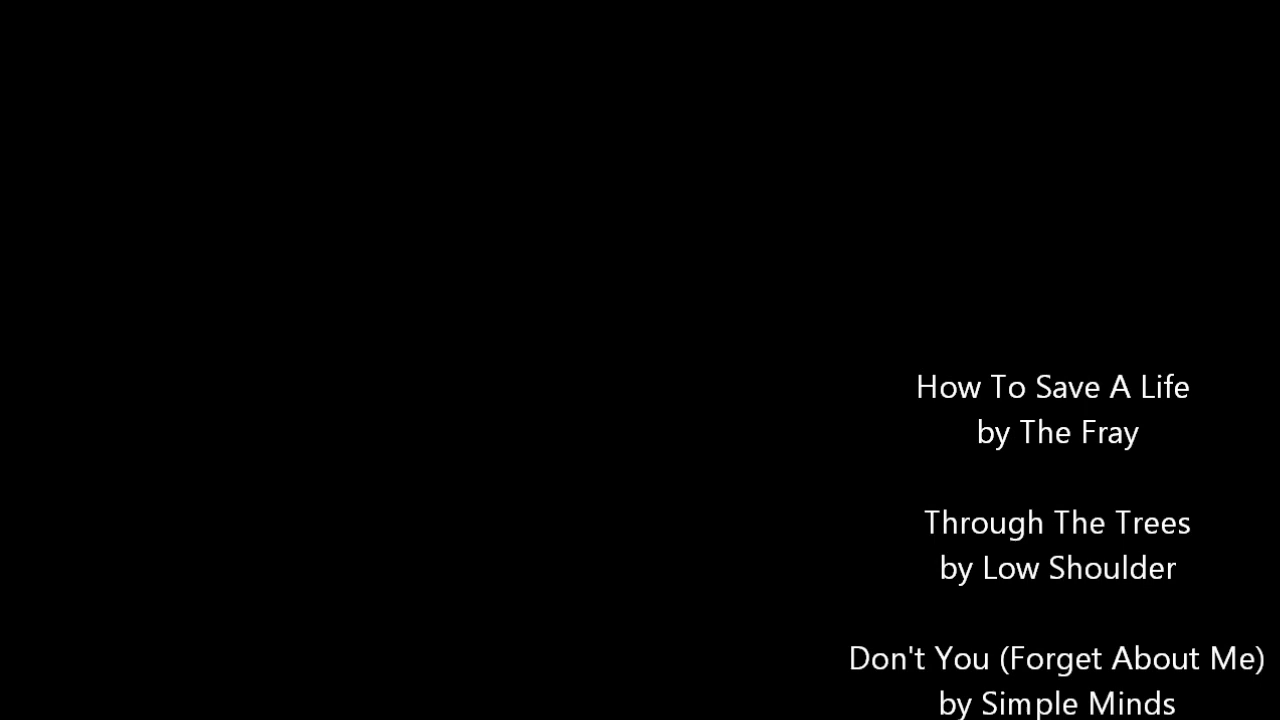 How To Save A Life
by The Fray
Through The Trees
by Low Shoulder
Don't You (Forget About Me)
by Simple Minds